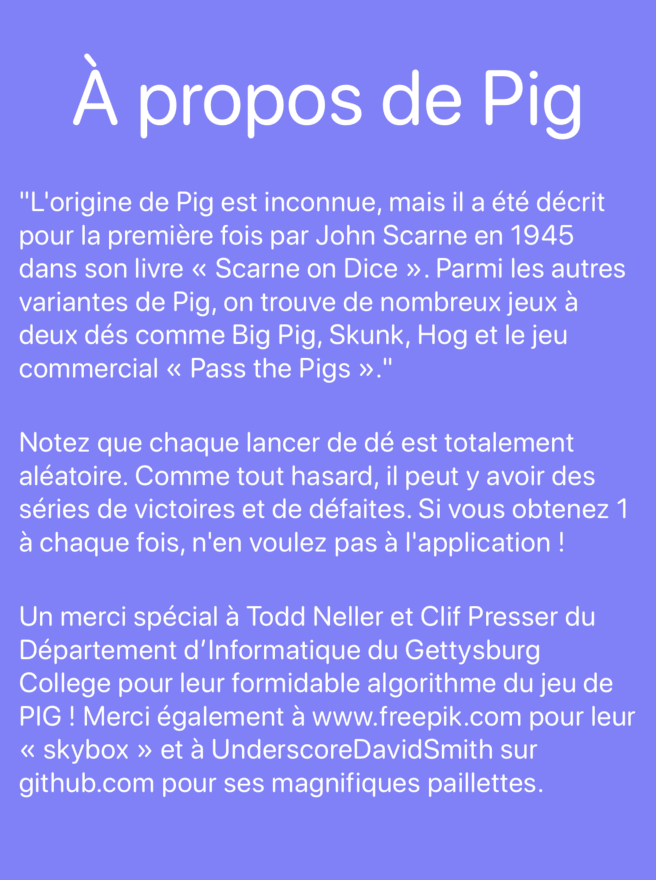 À propos de Pig
"L'origine de Pig est inconnue, mais il a été décrit
pour la première fois par John Scarne en 1945
dans son livre « Scarne on Dice ». Parmi les autres
variantes de Pig, on trouve de nombreux jeux à
deux dés comme Big Pig, Skunk, Hog et le jeu
commercial « Pass the Pigs »."
Notez que chaque lancer de dé est totalement
aléatoire. Comme tout hasard, il peut y avoir des
séries de victoires et de défaites. Si vous obtenez 1
à chaque fois, n'en voulez pas à l'application !
Un merci spécial à Todd Neller et Clif Presser du
Département d’Informatique du Gettysburg
College pour leur formidable algorithme du jeu de
PIG ! Merci également à www.freepik.com pour leur
« skybox » et à UnderscoreDavidSmith sur
github.com pour ses magnifiques paillettes.